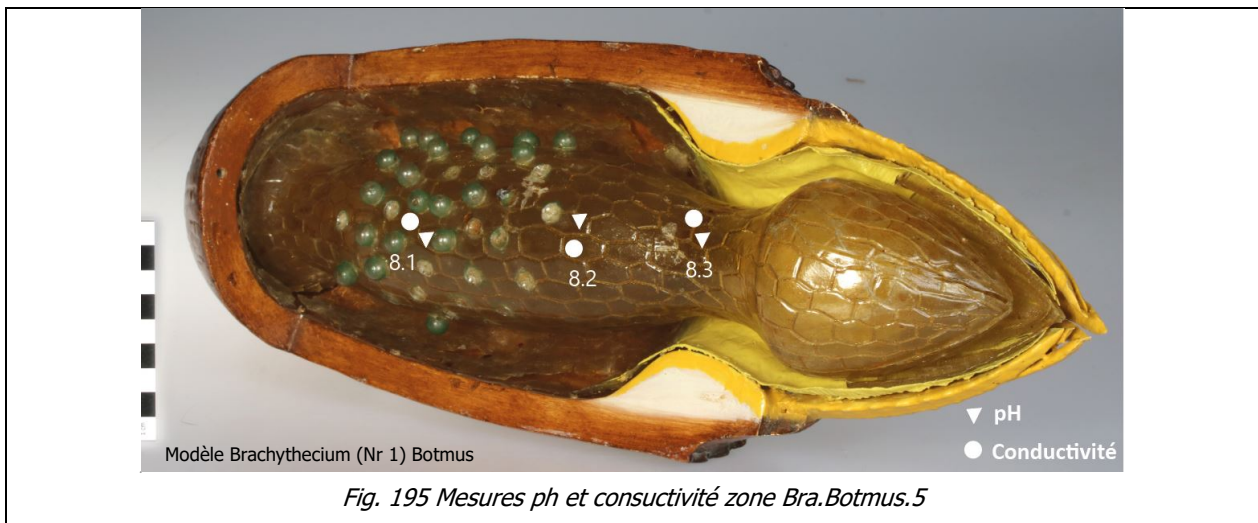 8.1
8.2
8.3
pH
Conductivité
Modèle Brachythecium (Nr 1) Botmus
Fig. 195 Mesures ph et consuctivité zone Bra.Botmus.5